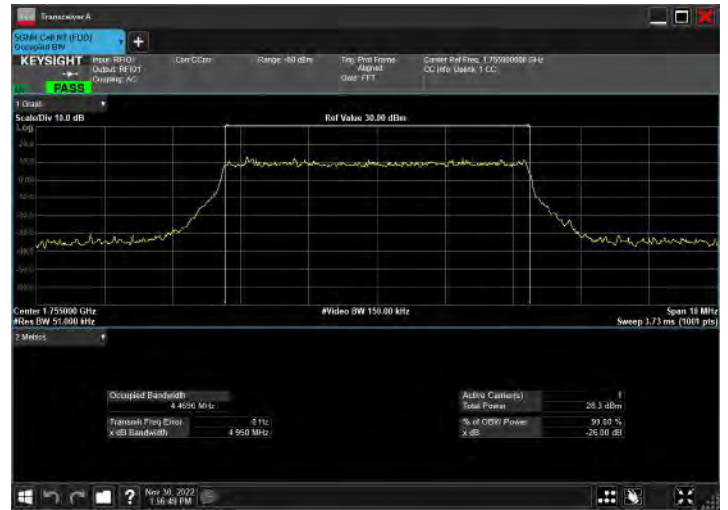 Transceiver A
5GNR Cell NT (FDD)
Occupied BW
+
KEYSIGHT
Input: RFIO1
Output: RFIO1
Coupling: AC
Corr CCorr
Range: -60 dBm
Trig: Prd Frame
Aligned
Gate: FFT
Center Ref Freq: 1.755000000 GHz
CC Info: Uplink, 1 CC
PASS
1 Graph
Scale/Div 10.0 dB
Ref Value 30.00 dBm
Log
Center 1.755000 GHz
#Video BW 150.00 kHz
Span 10 MHz
#Res BW 51.000 kHz
Sweep 3.73 ms (1001 pts)
2 Metrics
Occupied Bandwidth
MHz
Active Carrier(s)
1
Total Power
28.3 dBm
Transmit Freq Error
0 Hz
x dB Bandwidth
4.950 MHz
% of OBW Power
99.00 %
x dB
-26.00 dB
?
Nov 30, 2022
1:56:49 PM